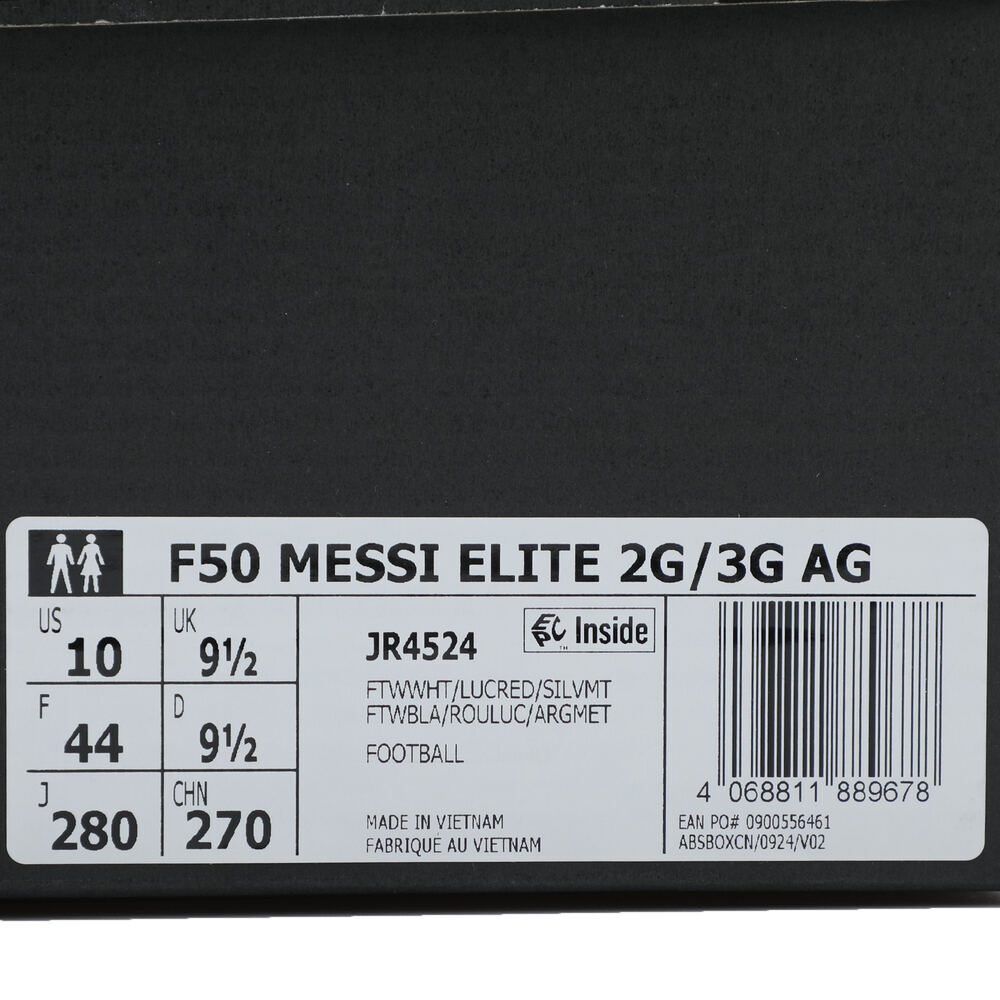 F50 MESSI ELITE 2G/3G AG
US 10
UK 9½
F 44
D 9½
J 280
CHN 270
JR4524
EPC Inside
™
FTWWHT/LUCRED/SILVMT
FTWBLA/ROULUC/ARGMET
FOOTBALL
MADE IN VIETNAM
FABRIQUÉ AU VIETNAM
4 068811 889678
EAN PO# 0900556461
ABSBOXCN/0924/V02